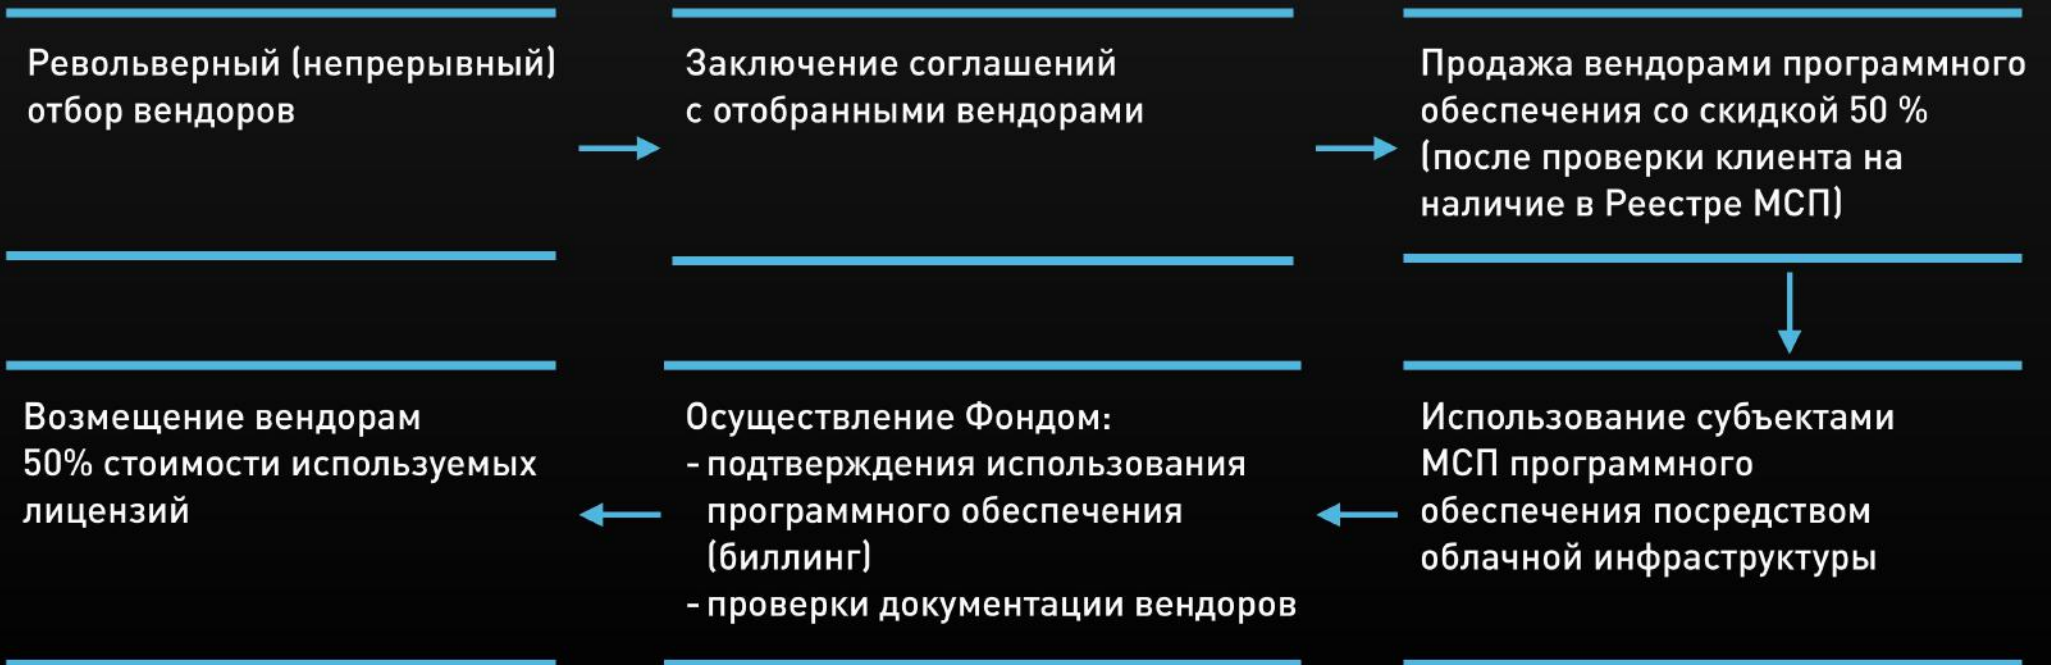 Револьверный (непрерывный)
отбор вендоров
Заключение соглашений
с отобранными вендорами
Продажа вендорами программного
обеспечения со скидкой 50 %
(после проверки клиента на
наличие в Реестре МСП)
Использование субъектами
МСП программного
обеспечения посредством
облачной инфраструктуры
Осуществление Фондом:
- подтверждения использования
программного обеспечения
(биллинг)
- проверки документации вендоров
Возмещение вендорам
50% стоимости используемых
лицензий